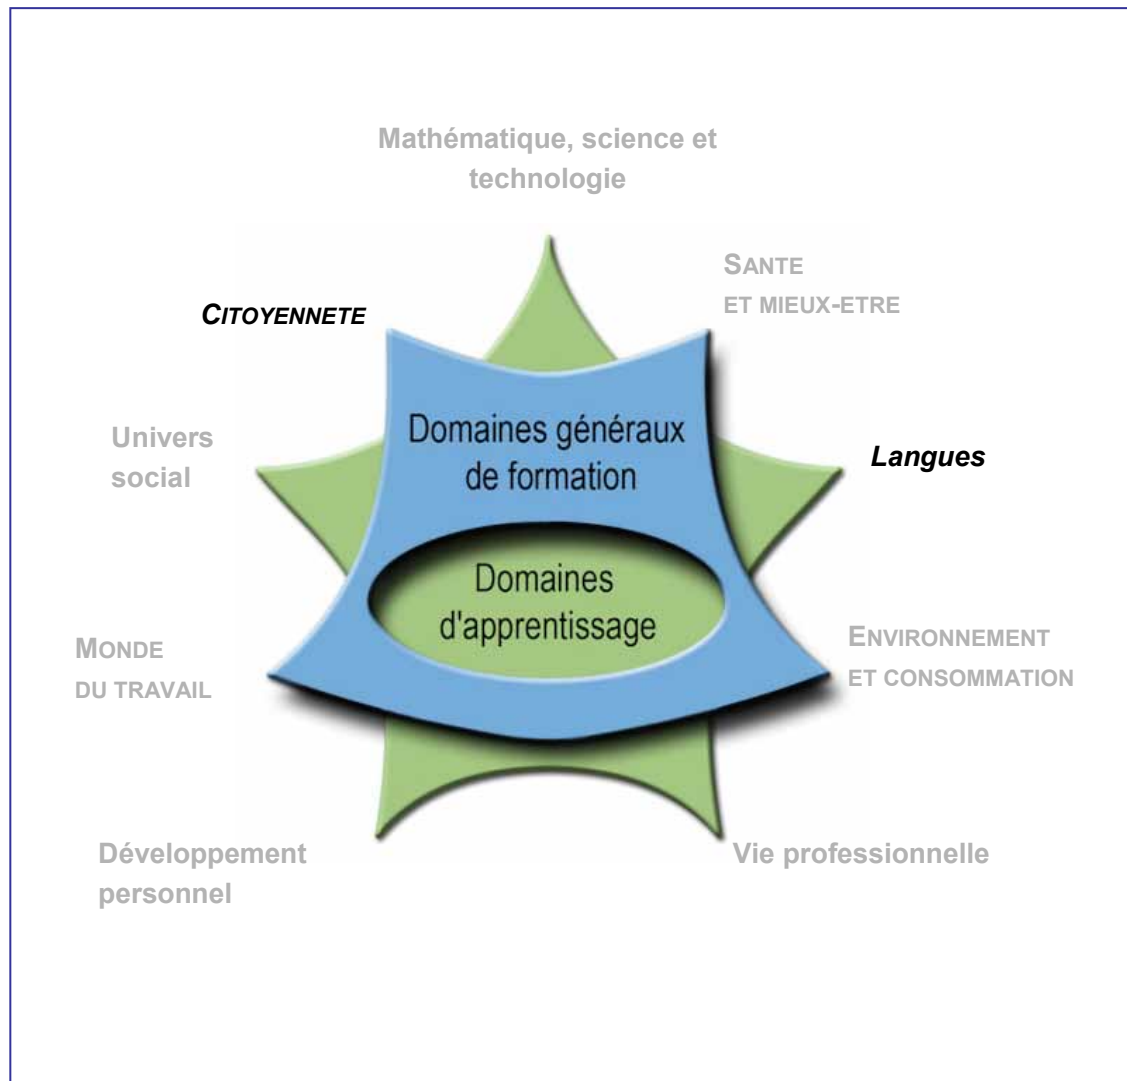 Mathématique, science et
technologie
SANTE
ET MIEUX-ETRE
CITOYENNETE
Domaines généraux
de formation
Univers
social
Langues
Domaines
d'apprentissage
MONDE
DU TRAVAIL
ENVIRONNEMENT
ET CONSOMMATION
Développement
personnel
Vie professionnelle